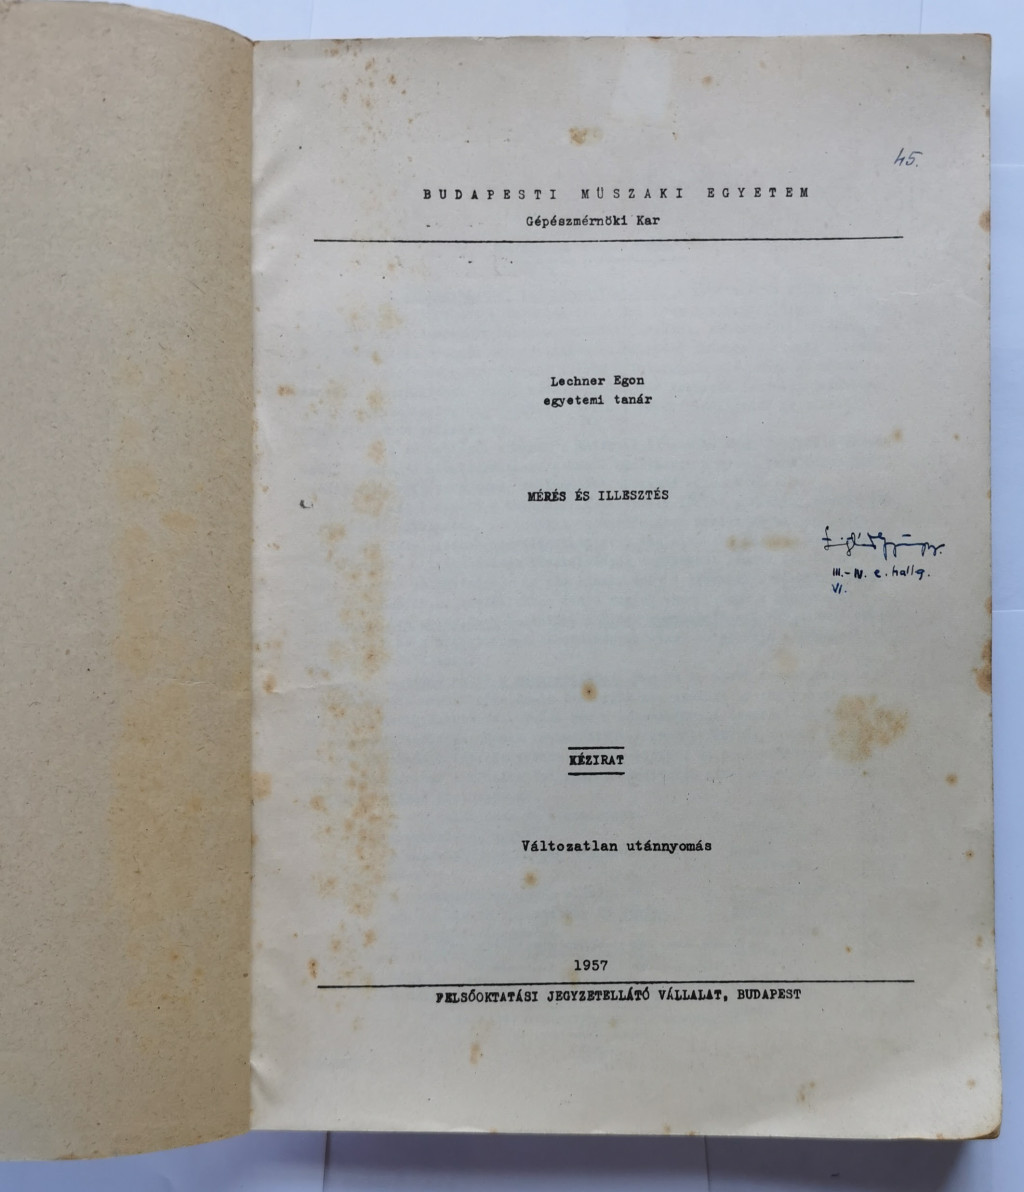 45.
BUDAPESTI MŰSZAKI EGYETEM
Gépészmérnöki Kar
Lechner Egon
egyetemi tanár
MÉRÉS ÉS ILLESZTÉS
III.-IV. e. hallg.
VI.
KÉZIRAT
Változatlan utánnyomás
1957
FELSŐOKTATÁSI JEGYZETELLÁTÓ VÁLLALAT, BUDAPEST